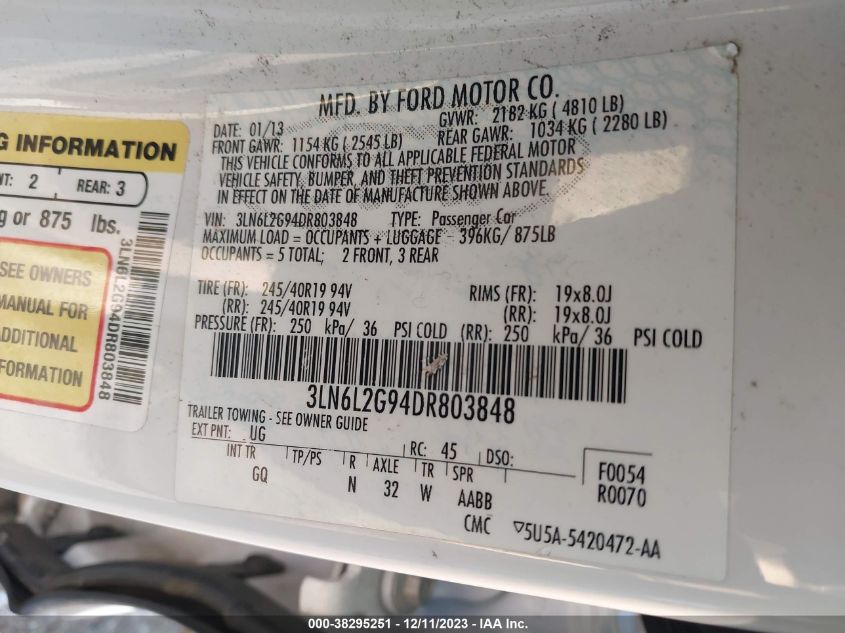 G INFORMATION
NT: 2 REAR: 3
g or 875 lbs.
SEE OWNERS
MANUAL FOR
ADDITIONAL
FORMATION
3LN6L2G94DR803848
MFD. BY FORD MOTOR CO.
DATE: 01/13 GVWR: 2182 KG ( 4810 LB)
FRONT GAWR: 1154 KG ( 2545 LB) REAR GAWR: 1034 KG ( 2280 LB)
THIS VEHICLE CONFORMS TO ALL APPLICABLE FEDERAL MOTOR
VEHICLE SAFETY, BUMPER, AND THEFT PREVENTION STANDARDS
IN EFFECT ON THE DATE OF MANUFACTURE SHOWN ABOVE.
VIN: 3LN6L2G94DR803848 TYPE: Passenger Car
MAXIMUM LOAD = OCCUPANTS + LUGGAGE - 396KG/ 875LB
OCCUPANTS = 5 TOTAL; 2 FRONT, 3 REAR
TIRE (FR): 245/40R19 94V RIMS (FR): 19x8.0J
(RR): 245/40R19 94V (RR): 19x8.0J
PRESSURE (FR): 250 kPa/ 36 PSI COLD (RR): 250 kPa/ 36 PSI COLD
3LN6L2G94DR803848
TRAILER TOWING - SEE OWNER GUIDE
EXT PNT: UG RC: 45 DSO:
INT TR TP/PS R AXLE TR SPR F0054
GQ N 32 W AABB R0070
CMC ▽5U5A-5420472-AA
000-38295251 - 12/11/2023 - IAA Inc.